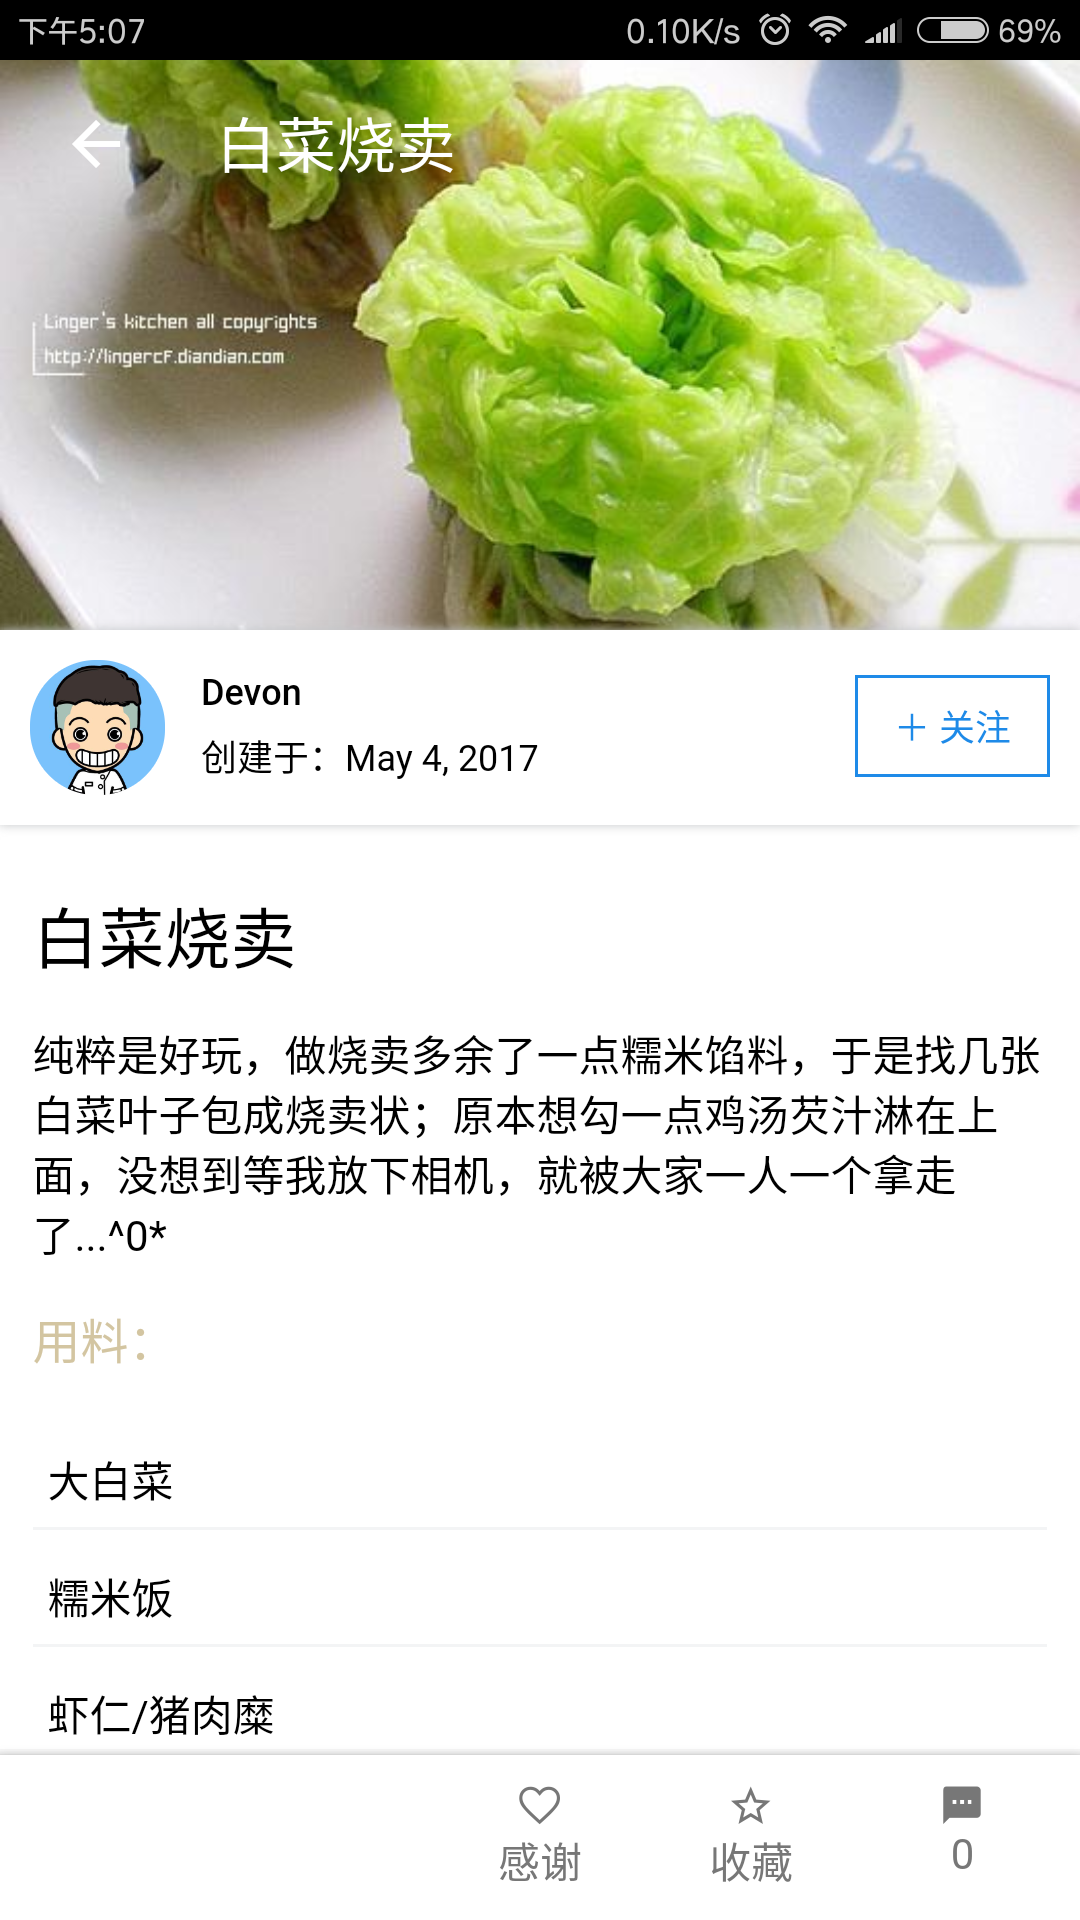 下午5:07
0.10K/s
69%
白菜烧卖
Linger's kitchen all copyrights
http://lingercf.diandian.com
Devon
创建于：May 4, 2017
＋ 关注
白菜烧卖
纯粹是好玩，做烧卖多余了一点糯米馅料，于是找几张
白菜叶子包成烧卖状；原本想勾一点鸡汤芡汁淋在上
面，没想到等我放下相机，就被大家一人一个拿走
了...^0*
用料：
大白菜
糯米饭
虾仁/猪肉糜
感谢
收藏
0